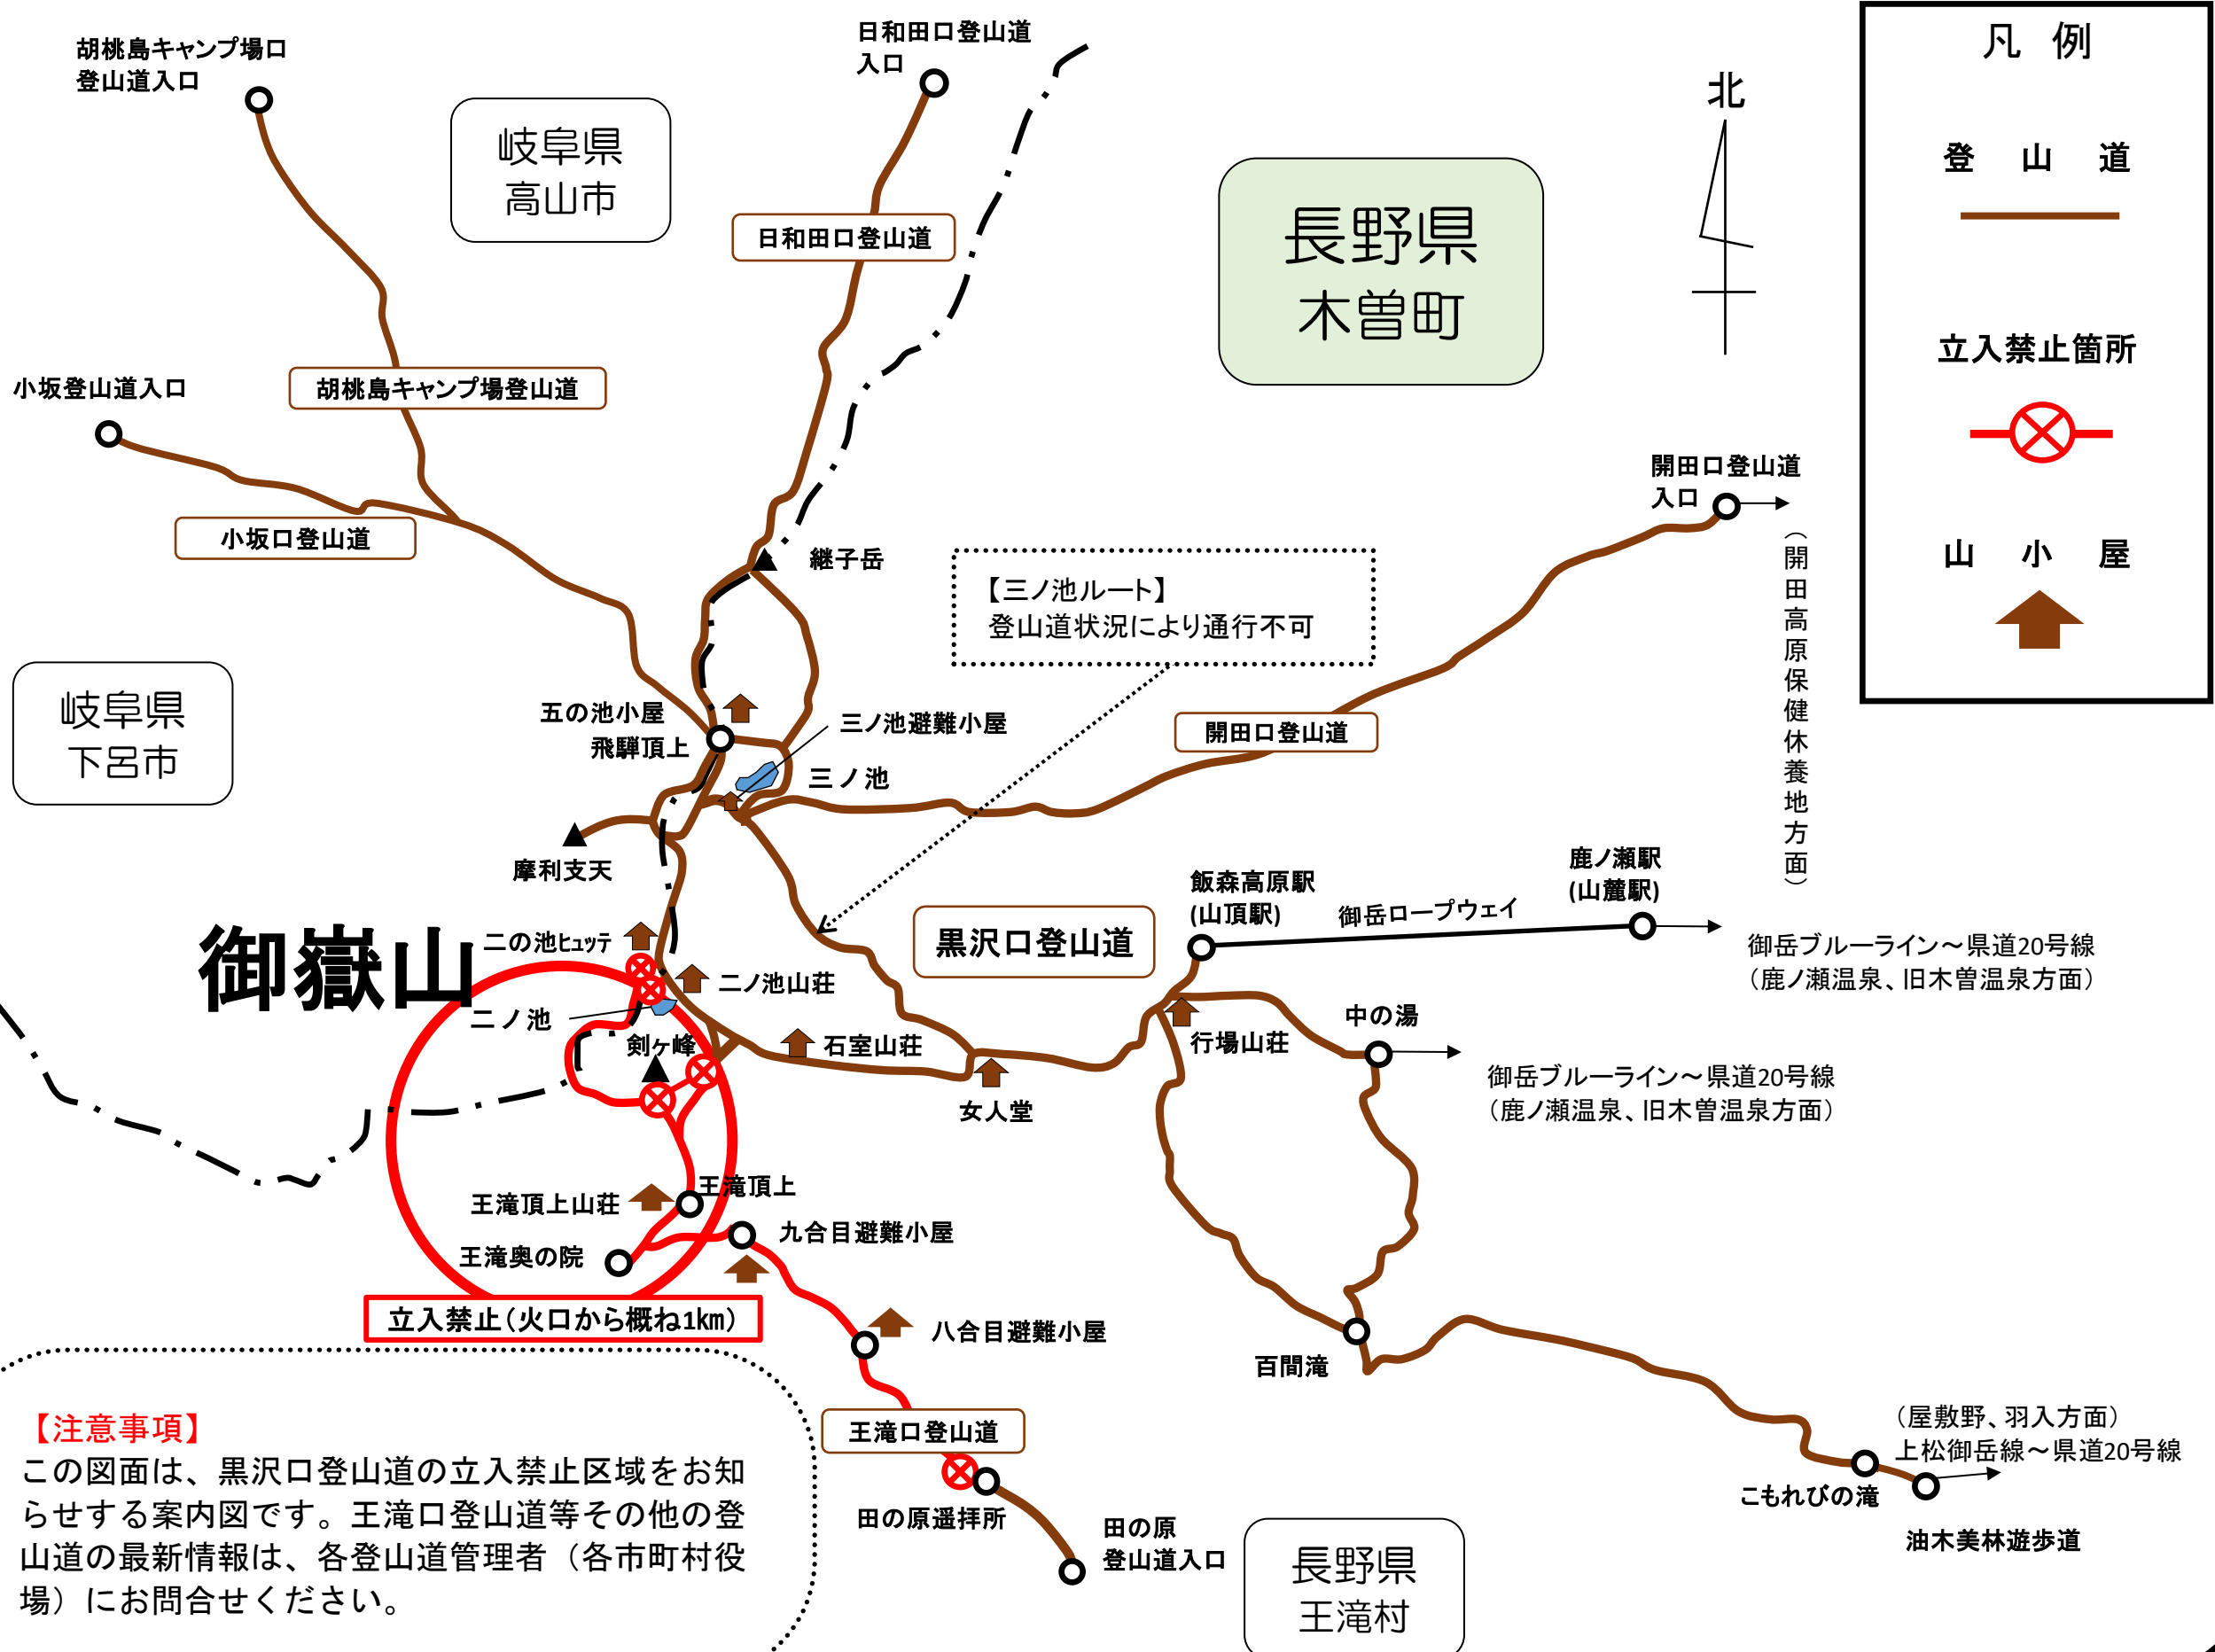 胡桃島キャンプ場口
登山道入口
日和田口登山道
入口
岐阜県
高山市
日和田口登山道
長野県
木曽町
北
凡 例
登 山 道
立入禁止箇所
山 小 屋
小坂登山道入口
胡桃島キャンプ場登山道
小坂口登山道
継子岳
【三ノ池ルート】
登山道状況により通行不可
開田口登山道
入口
（開田高原保健休養地方面）
岐阜県
下呂市
五の池小屋
飛騨頂上
三ノ池避難小屋
三ノ池
開田口登山道
摩利支天
御嶽山
二の池ﾋｭｯﾃ
二ノ池山荘
二ノ池
剣ヶ峰
石室山荘
黒沢口登山道
飯森高原駅
(山頂駅)
御岳ロープウェイ
鹿ノ瀬駅
(山麓駅)
御岳ブルーライン～県道20号線
（鹿ノ瀬温泉、旧木曽温泉方面）
行場山荘
中の湯
御岳ブルーライン～県道20号線
（鹿ノ瀬温泉、旧木曽温泉方面）
女人堂
王滝頂上
王滝頂上山荘
九合目避難小屋
王滝奥の院
立入禁止（火口から概ね1㎞）
八合目避難小屋
百間滝
王滝口登山道
田の原遥拝所
田の原
登山道入口
（屋敷野、羽入方面）
上松御岳線～県道20号線
こもれびの滝
油木美林遊歩道
長野県
王滝村
【注意事項】
この図面は、黒沢口登山道の立入禁止区域をお知
らせする案内図です。王滝口登山道等その他の登
山道の最新情報は、各登山道管理者（各市町村役
場）にお問合せください。